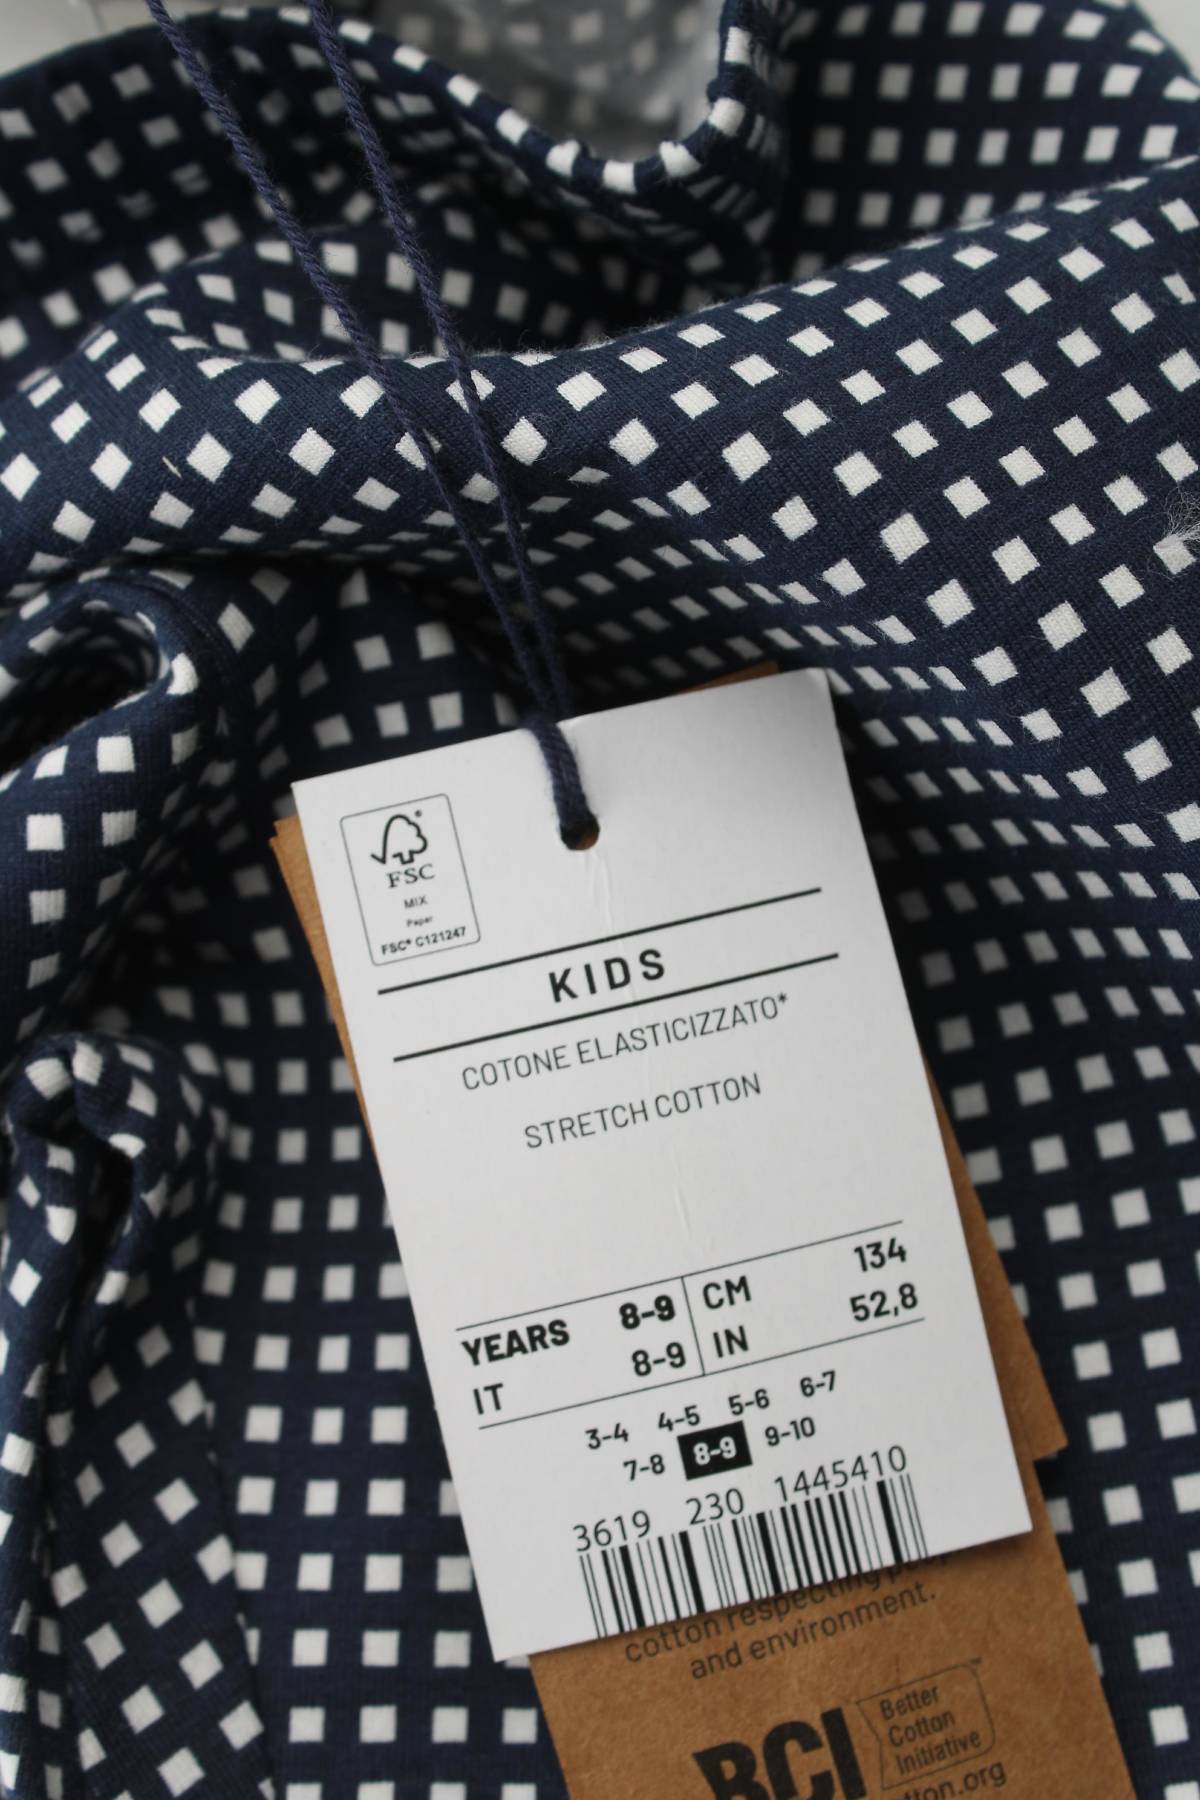 FSC
MIX
Paper
FSC® C121247
KIDS
COTONE ELASTICIZZATO*
STRETCH COTTON
YEARS 8-9 CM 134
IT 8-9 IN 52,8
3-4 4-5 5-6 6-7
7-8 8-9 9-10
3619 230 1445410
cotton respecting
and environment.
BCI
Better
Cotton
Initiative
tton.org